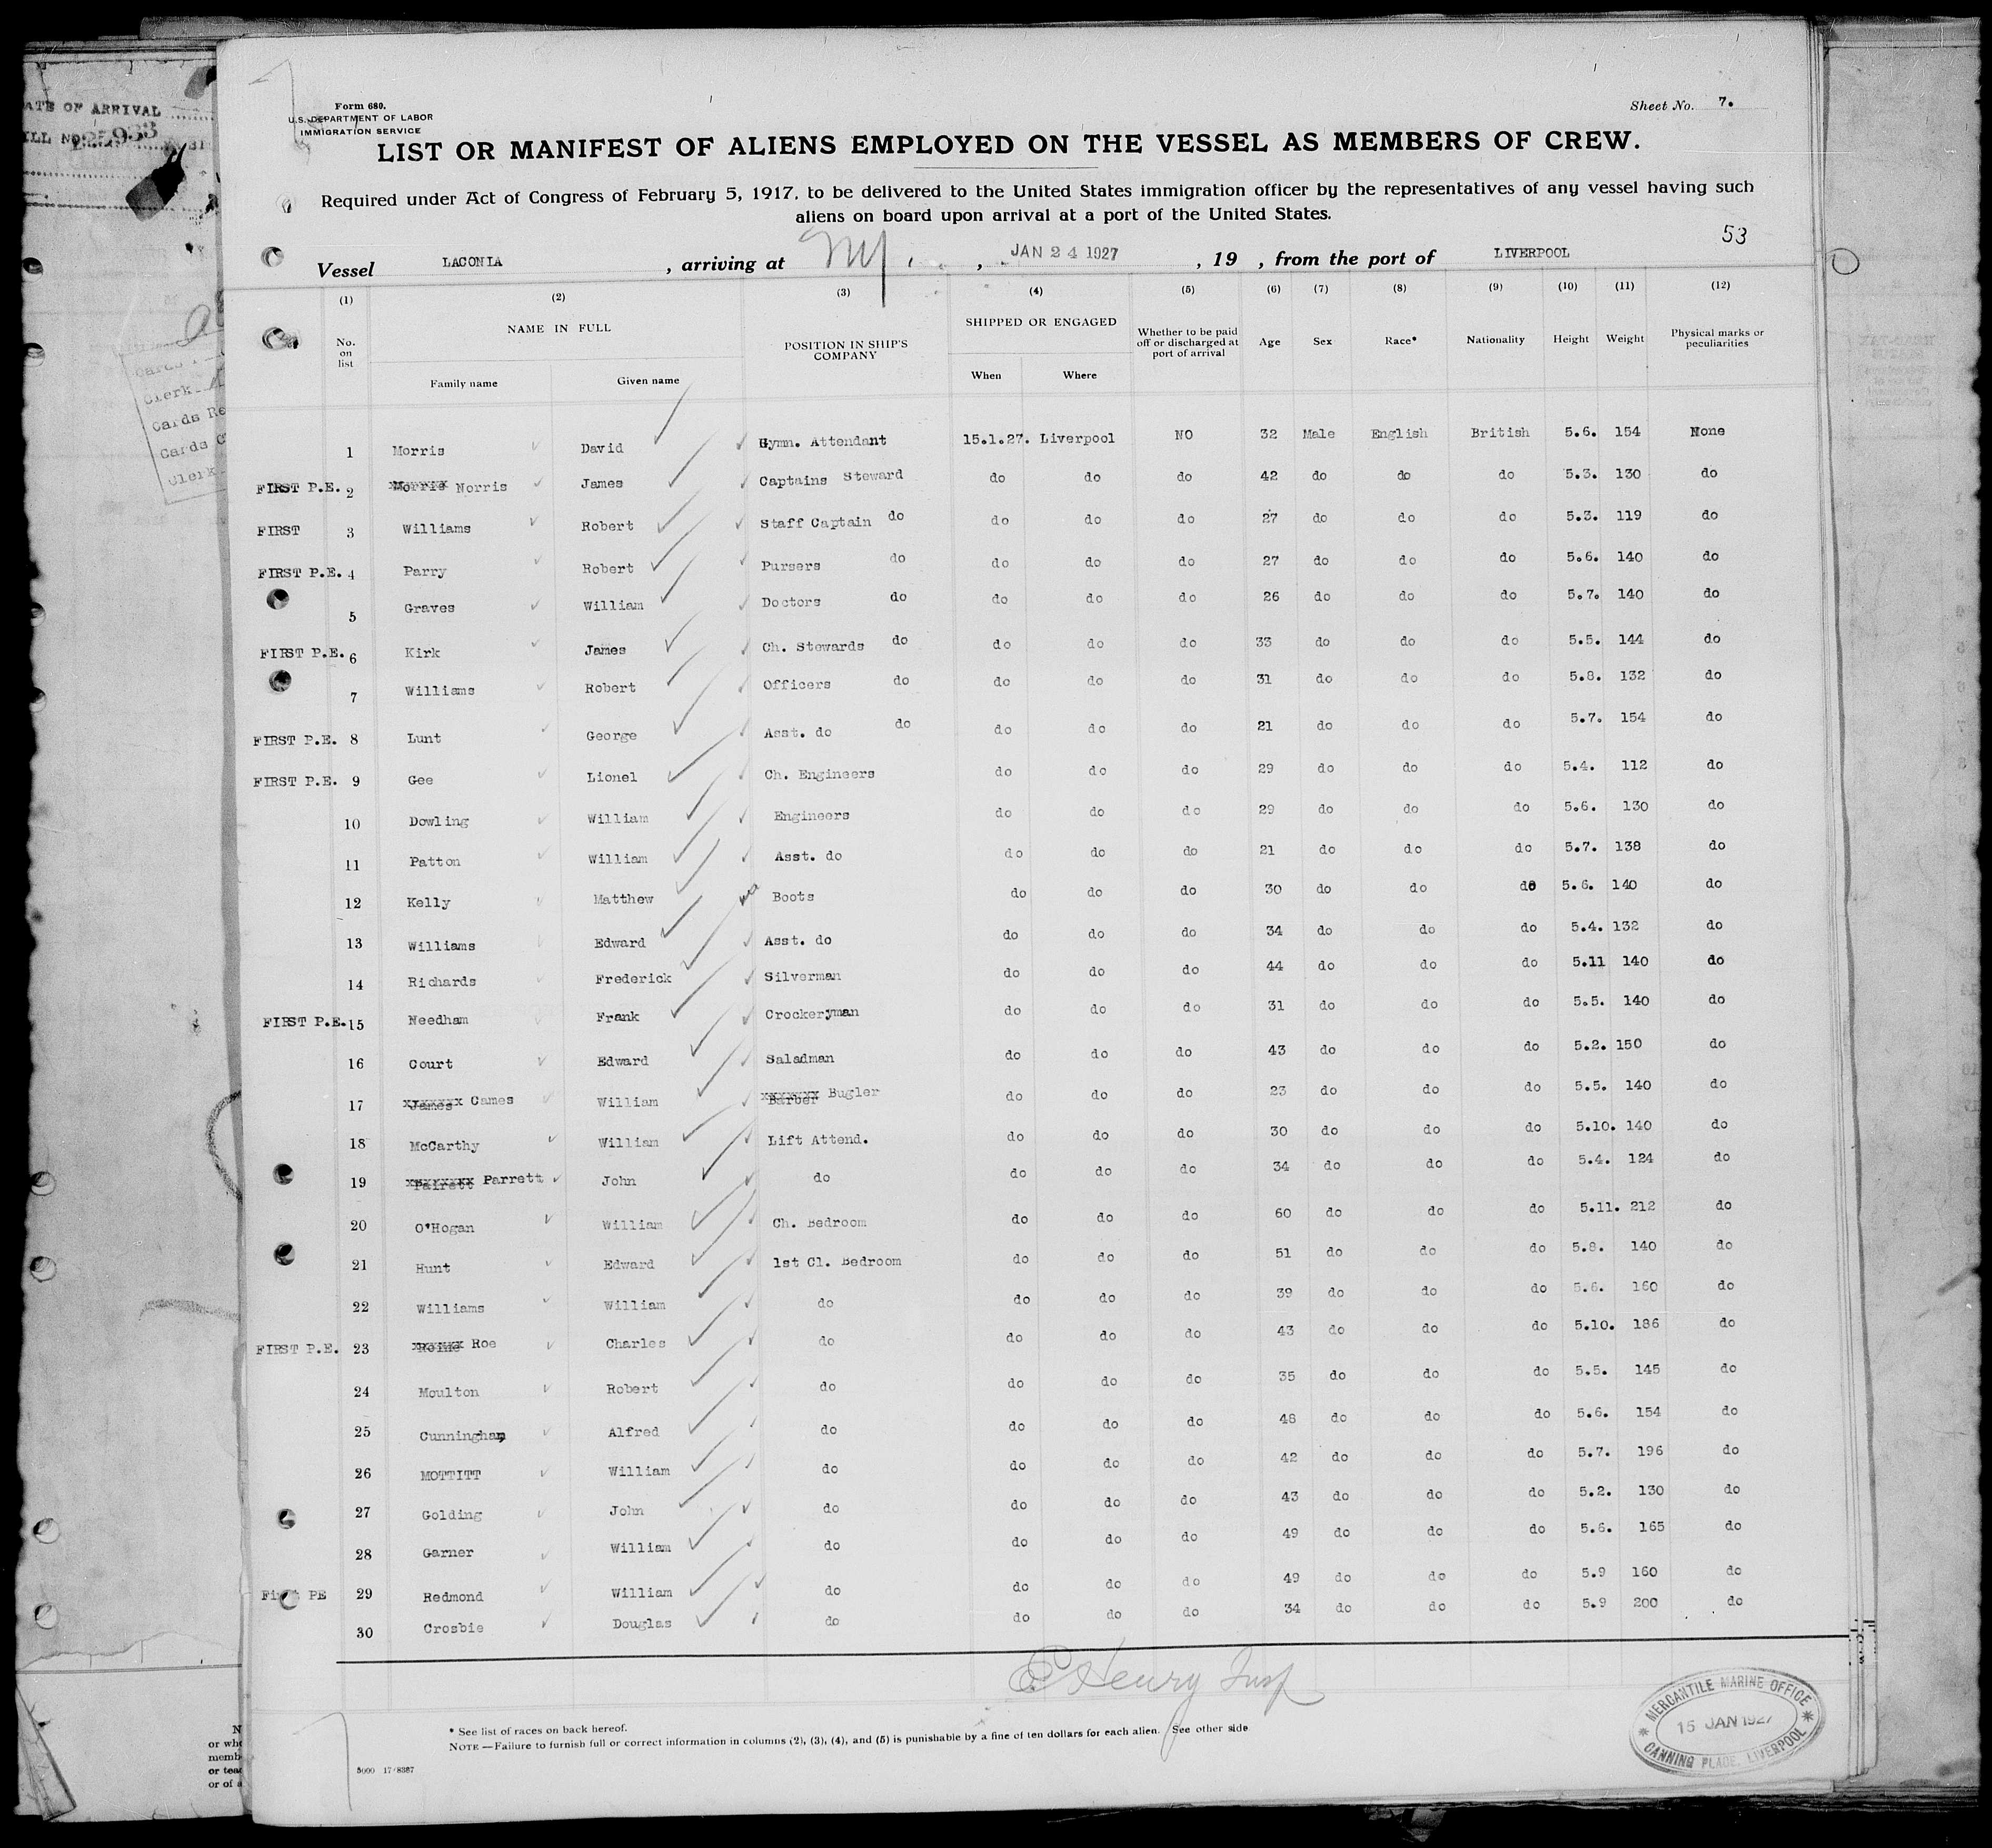 ATE OF ARRIVAL
ILL NO. 25933
Cards Re
Clerk
Form 680.
U.S. DEPARTMENT OF LABOR
IMMIGRATION SERVICE
Sheet No. 7.
LIST OR MANIFEST OF ALIENS EMPLOYED ON THE VESSEL AS MEMBERS OF CREW.
Required under Act of Congress of February 5, 1917, to be delivered to the United States immigration officer by the representatives of any vessel having such
aliens on board upon arrival at a port of the United States.
53
Vessel LACONIA , arriving at NY. , JAN 24 1927 , 19 , from the port of LIVERPOOL
(1) (2) (3) (4) (5) (6) (7) (8) (9) (10) (11) (12)
No. on list NAME IN FULL Family name Given name POSITION IN SHIP'S COMPANY SHIPPED OR ENGAGED When Where Whether to be paid off or discharged at port of arrival Age Sex Race* Nationality Height Weight Physical marks or peculiarities
1 Morris David Gymn. Attendant 15.1.27. Liverpool NO 32 Male English British 5.6. 154 None
FIRST P.E. 2 Morris Norris James Captains Steward do do do 42 do do do 5.3. 130 do
FIRST 3 Williams Robert Staff Captain do do do do 27 do do do 5.3. 119 do
FIRST P.E. 4 Parry Robert Pursers do do do do 27 do do do 5.6. 140 do
5 Graves William Doctors do do do do 26 do do do 5.7. 140 do
FIRST P.E. 6 Kirk James Ch. Stewards do do do do 33 do do do 5.5. 144 do
7 Williams Robert Officers do do do do 31 do do do 5.8. 132 do
FIRST P.E. 8 Lunt George Asst. do do do do do 21 do do do 5.7. 154 do
FIRST P.E. 9 Gee Lionel Ch. Engineers do do do 29 do do do 5.4. 112 do
10 Dowling William Engineers do do do 29 do do do 5.6. 130 do
11 Patton William Asst. do do do do 21 do do do 5.7. 138 do
12 Kelly Matthew Boots do do do 30 do do do 5.6. 140 do
13 Williams Edward Asst. do do do do 34 do do do 5.4. 132 do
14 Richards Frederick Silverman do do do 44 do do do 5.11 140 do
FIRST P.E. 15 Needham Frank Crockeryman do do do 31 do do do 5.5. 140 do
16 Court Edward Saladman do do do 43 do do do 5.2. 150 do
17 James Cames William Barber Bugler do do do 23 do do do 5.5. 140 do
18 McCarthy William Lift Attend. do do do 30 do do do 5.10. 140 do
19 Pairett Parrett John do do do do 34 do do do 5.4. 124 do
20 O'Hogan William Ch. Bedroom do do do 60 do do do 5.11. 212 do
21 Hunt Edward 1st Cl. Bedroom do do do 51 do do do 5.8. 140 do
22 Williams William do do do do 39 do do do 5.6. 160 do
FIRST P.E. 23 Roe Charles do do do do 43 do do do 5.10. 186 do
24 Moulton Robert do do do do 35 do do do 5.5. 145 do
25 Cunningham Alfred do do do do 48 do do do 5.6. 154 do
26 MOTTITT William do do do do 42 do do do 5.7. 196 do
27 Golding John do do do do 43 do do do 5.2. 130 do
28 Garner William do do do do 49 do do do 5.6. 165 do
First PE 29 Redmond William do do do do 49 do do do 5.9 160 do
30 Crosbie Douglas do do do do 34 do do do 5.9 200 do
E Henry Insp
* See list of races on back hereof.
NOTE.—Failure to furnish full or correct information in columns (2), (3), (4), and (5) is punishable by a fine of ten dollars for each alien. See other side
5000 17/8387
MERCANTILE MARINE OFFICE
15 JAN 1927
CANNING PLACE, LIVERPOOL
or who
memb
or teac
or of a